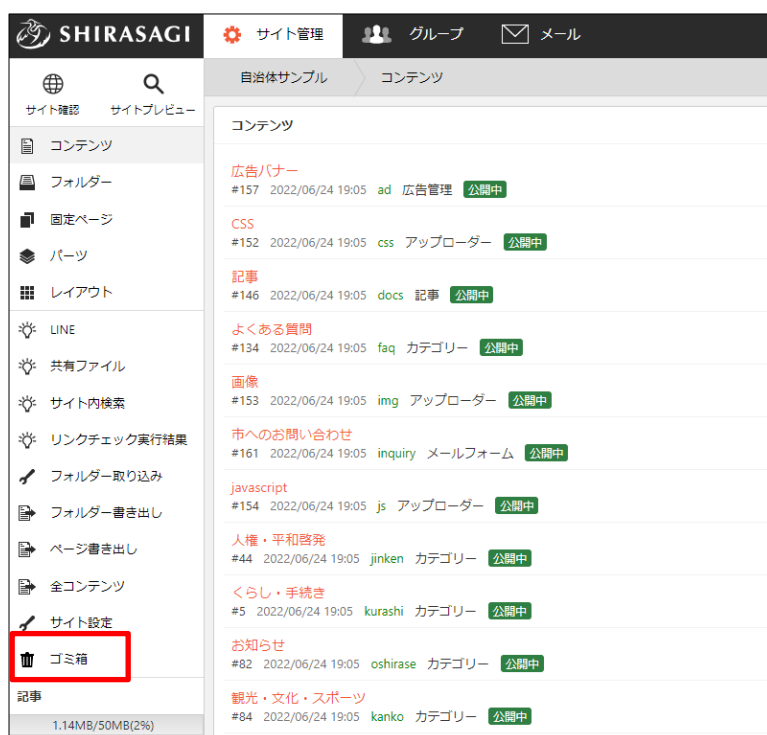 SHIRASAGI
サイト管理
グループ
メール
サイト確認
サイトプレビュー
コンテンツ
フォルダー
固定ページ
パーツ
レイアウト
LINE
共有ファイル
サイト内検索
リンクチェック実行結果
フォルダー取り込み
フォルダー書き出し
ページ書き出し
全コンテンツ
サイト設定
ゴミ箱
記事
1.14MB/50MB(2%)
自治体サンプル
コンテンツ
コンテンツ
広告バナー
#157 2022/06/24 19:05 ad 広告管理 公開中
CSS
#152 2022/06/24 19:05 css アップローダー 公開中
記事
#146 2022/06/24 19:05 docs 記事 公開中
よくある質問
#134 2022/06/24 19:05 faq カテゴリー 公開中
画像
#153 2022/06/24 19:05 img アップローダー 公開中
市へのお問い合わせ
#161 2022/06/24 19:05 inquiry メールフォーム 公開中
javascript
#154 2022/06/24 19:05 js アップローダー 公開中
人権・平和啓発
#44 2022/06/24 19:05 jinken カテゴリー 公開中
くらし・手続き
#5 2022/06/24 19:05 kurashi カテゴリー 公開中
お知らせ
#82 2022/06/24 19:05 oshirase カテゴリー 公開中
観光・文化・スポーツ
#84 2022/06/24 19:05 kanko カテゴリー 公開中